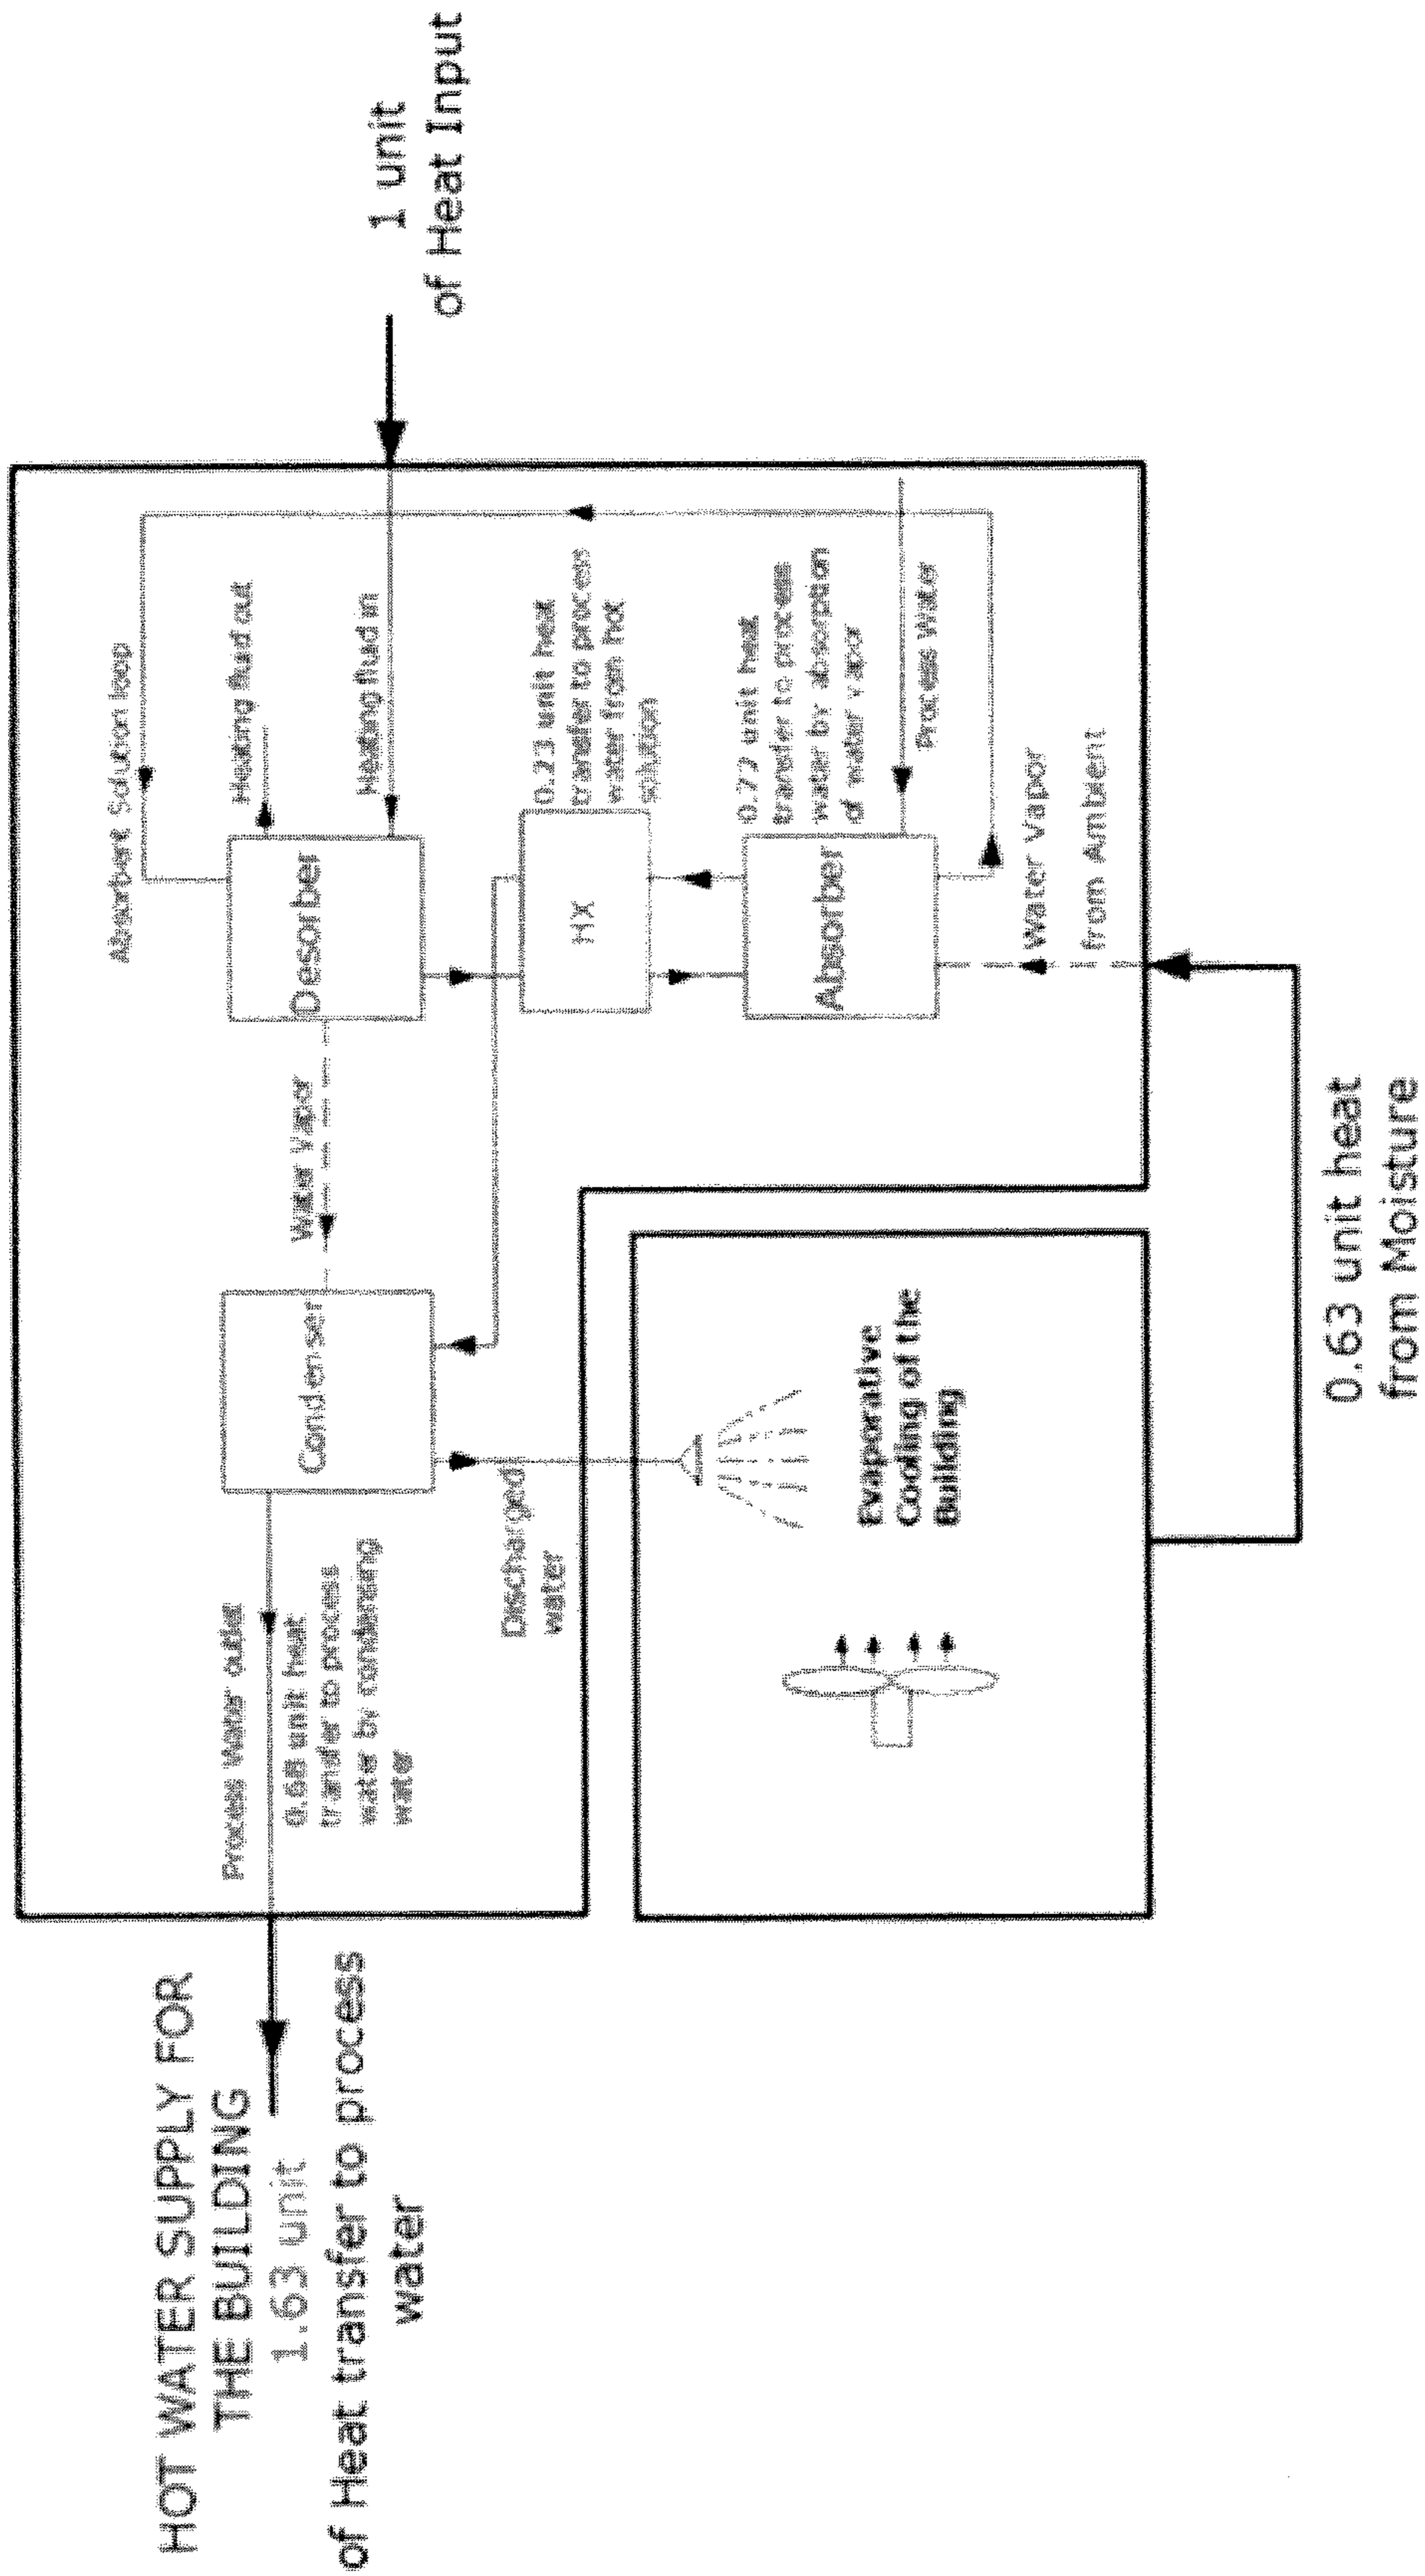 1 unit
of Heat Input
Absorbent Solution loop
Heating fluid out
Heating fluid in
Desorber
0.23 unit heat
transfer to process
water from hot
solution
HX
0.72 unit heat
transfer to process
water by absorption
of water vapor
Process Water
Absorber
Water Vapor
from Ambent
Water Vapor
Condenser
Process Water outlet
0.68 unit heat
transfer to process
water by condensing
water
Discharged
water
Evaporative
Cooling of the
Building
0.63 unit heat
from Moisture
HOT WATER SUPPLY FOR
THE BUILDING
1.63 unit
of Heat transfer to process
water